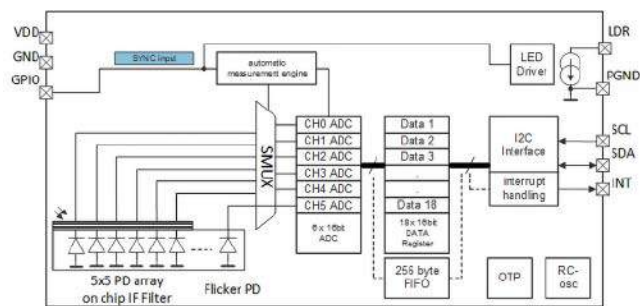 VDD
GND
GPIO
SYNC input
automatic
measurement engine
LED
Driver
LDR
PGND
SMUX
CH0 ADC
CH1 ADC
CH2 ADC
CH3 ADC
CH4 ADC
CH5 ADC
6 x 16bit
ADC
Data 1
Data 2
Data 3
.
.
Data 18
18x 16bit
DATA
Register
256 byte
FIFO
I2C
Interface
interrupt
handling
SCL
SDA
INT
OTP
RC-
osc
5x5 PD array
on chip IF Filter
Flicker PD